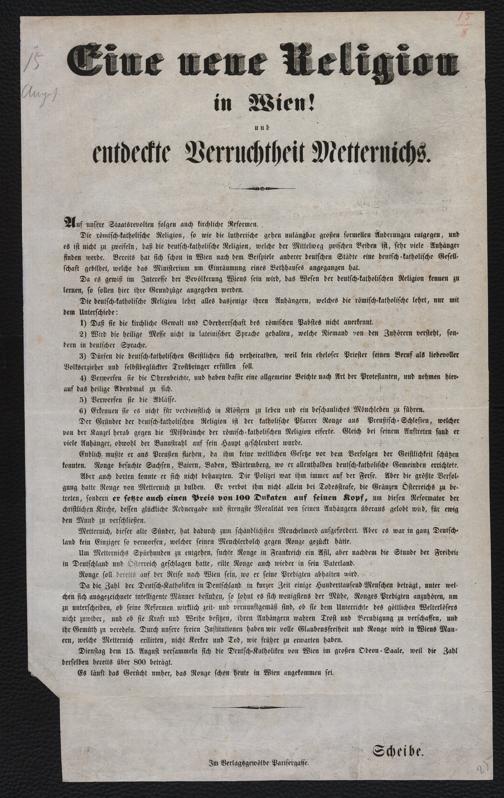 15
8
15
Augst
Eine neue Religion
in Wien!
und
entdeckte Verruchtheit Metternichs.
Auf unsere Staatsrevolten folgen auch kirchliche Reformen.
Die römisch-katholische Religion, so wie die lutherische gehen unläugbar großen formellen Änderungen entgegen, und
es ist nicht zu zweifeln, daß die deutsch-katholische Religion, welche der Mittelweg zwischen Beiden ist, sehr viele Anhänger
finden werde. Bereits hat sich schon in Wien nach dem Beispiele anderer deutschen Städte eine deutsch-katholische Gesell-
schaft gebildet, welche das Ministerium um Einräumung eines Bethhauses angegangen hat.
Da es gewiß im Interesse der Bevölkerung Wiens sein wird, das Wesen der deutsch-katholischen Religion kennen zu
lernen, so sollen hier ihre Grundzüge angegeben werden.
Die deutsch-katholische Religion lehrt alles dasjenige ihren Anhängern, welches die römisch-katholische lehrt, nur mit
dem Unterschiede:
1) Daß sie die kirchliche Gewalt und Oberherrschaft des römischen Pabstes nicht anerkennt.
2) Wird die heilige Messe nicht in lateinischer Sprache gehalten, welche Niemand von den Zuhörern versteht, son-
dern in deutscher Sprache.
3) Dürfen die deutsch-katholischen Geistlichen sich verheirathen, weil kein eheloser Priester seinen Beruf als liebevoller
Volkserzieher und selbstbeglückter Trostbringer erfüllen soll.
4) Verwerfen sie die Ohrenbeichte, und haben dafür eine allgemeine Beichte nach Art der Protestanten, und nehmen hier-
auf das heilige Abendmal zu sich.
5) Verwerfen sie die Ablässe.
6) Erkennen sie es nicht für verdienstlich in Klöstern zu leben und ein beschauliches Mönchleben zu führen.
Der Gründer der deutsch-katholischen Religion ist der katholische Pfarrer Ronge aus Preußisch-Schlesien, welcher
von der Kanzel herab gegen die Mißbräuche der römisch-katholischen Religion eiferte. Gleich bei seinem Auftreten fand er
viele Anhänger, obwohl der Bannstrahl auf sein Haupt geschleudert wurde.
Endlich mußte er aus Preußen fliehen, da ihm keine weltlichen Gesetze vor dem Verfolgen der Geistlichkeit schützen
konnten. Ronge besuchte Sachsen, Baiern, Baden, Würtemberg, wo er allenthalben deutsch-katholische Gemeinden errichtete.
Aber auch dorten konnte er sich nicht behaupten. Die Polizei war ihm immer auf der Ferse. Aber die größte Verfol-
gung hatte Ronge von Metternich zu dulden. Er verbot ihm nicht allein bei Todesstrafe, die Gränzen Österreichs zu be-
treten, sondern er setzte auch einen Preis von 100 Dukaten auf seinen Kopf, um diesen Reformator der
christlichen Kirche, dessen glückliche Rednergabe und strengste Moralität von seinen Anhängern überaus gelobt wird, für ewig
den Mund zu verschließen.
Metternich, dieser alte Sünder, hat dadurch zum schändlichsten Meuchelmord aufgefordert. Aber es war in ganz Deutsch-
land kein Einziger so verworfen, welcher seinen Meuchlerdolch gegen Ronge gezückt hätte.
Um Metternichs Spürhunden zu entgehen, suchte Ronge in Frankreich ein Asil, aber nachdem die Stunde der Freiheit
in Deutschland und Österreich geschlagen hatte, eilte Ronge auch wieder in sein Vaterland.
Ronge soll bereits auf der Reise nach Wien sein, wo er seine Predigten abhalten wird.
Da die Zahl der Deutsch-Katholiken in Deutschland in kurzer Zeit einige Hunderttausend Menschen beträgt, unter wel-
chen sich ausgezeichnete intelligente Männer befinden, so lohnt es sich wenigstens der Mühe, Ronges Predigten anzuhören, um
zu unterscheiden, ob seine Reformen wirklich zeit- und vernunftgemäß sind, ob sie dem Unterrichte des göttlichen Welterlösers
nicht zuwider, und ob sie Kraft und Weihe besitzen, ihren Anhängern wahren Trost und Beruhigung zu verschaffen, und
ihr Gemüth zu veredeln. Durch unsere freien Institutionen haben wir volle Glaubensfreiheit und Ronge wird in Wiens Mau-
ern, welche Metternich erlitten, nicht Kerker und Tod, wie früher zu erwarten haben.
Dienstag dem 15. August versammeln sich die Deutsch-Katholiken von Wien im großen Odeon-Saale, weil die Zahl
derselben bereits über 800 beträgt.
Es läuft das Gerücht umher, das Ronge schon heute in Wien angekommen sei.
Scheibe.
Im Verlagsgewölbe Parisergasse.